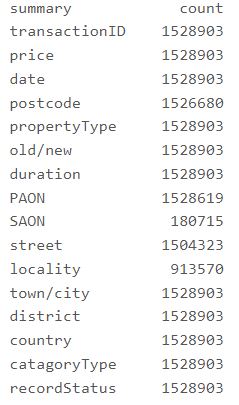 summary count
transactionID 1528903
price 1528903
date 1528903
postcode 1526680
propertyType 1528903
old/new 1528903
duration 1528903
PAON 1528619
SAON 180715
street 1504323
locality 913570
town/city 1528903
district 1528903
country 1528903
catagoryType 1528903
recordStatus 1528903